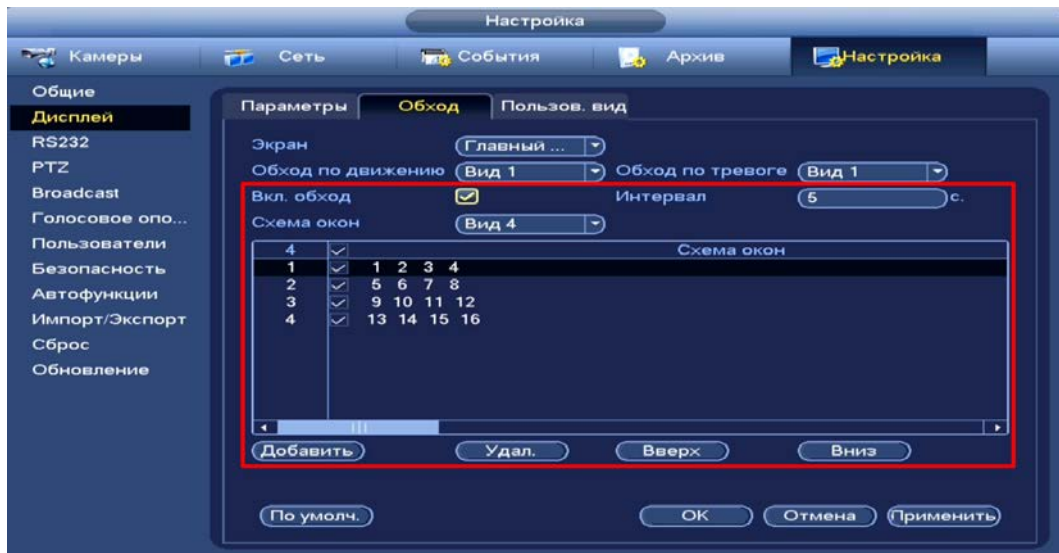 Настройка
Камеры Сеть События Архив Настройка
Общие
Дисплей
RS232
PTZ
Broadcast
Голосовое опо...
Пользователи
Безопасность
Автофункции
Импорт/Экспорт
Сброс
Обновление
Параметры Обход Пользов. вид
Экран Главный ...
Обход по движению Вид 1 Обход по тревоге Вид 1
Вкл. обход Интервал 5 с.
Схема окон Вид 4
4 Схема окон
1 1 2 3 4
2 5 6 7 8
3 9 10 11 12
4 13 14 15 16
Добавить Удал. Вверх Вниз
По умолч. OK Отмена Применить